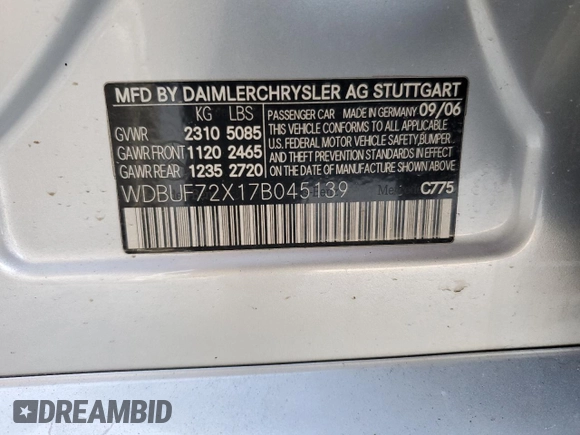 MFD BY DAIMLERCHRYSLER AG STUTTGART
KG LBS
PASSENGER CAR MADE IN GERMANY 09/06
GVWR 2310 5085
THIS VEHICLE CONFORMS TO ALL APPLICABLE
GAWR FRONT 1120 2465
U.S. FEDERAL MOTOR VEHICLE SAFETY, BUMPER
AND THEFT PREVENTION STANDARDS IN EFFECT
GAWR REAR 1235 2720
ON THE DATE OF MANUFACTURE SHOWN ABOVE
WDBUF72X17B045139
C775
DREAMBID